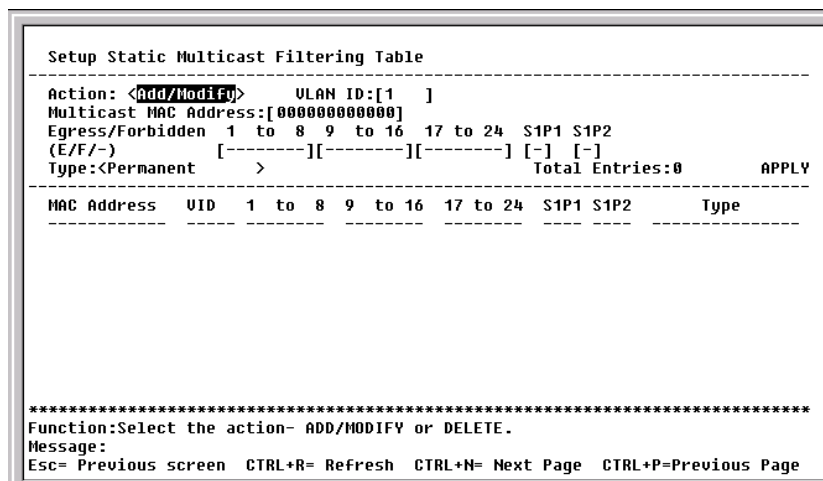 Setup Static Multicast Filtering Table
Action: <Add/Modify> VLAN ID:[1 ]
Multicast MAC Address:[000000000000]
Egress/Forbidden 1 to 8 9 to 16 17 to 24 S1P1 S1P2
(E/F/-) [--------][--------][--------] [-] [-]
Type:<Permanent > Total Entries:0 APPLY
MAC Address VID 1 to 8 9 to 16 17 to 24 S1P1 S1P2 Type
------------ ----- -------- -------- -------- ---- ---- ---------------
*******************************************************************************
Function:Select the action- ADD/MODIFY or DELETE.
Message:
Esc= Previous screen CTRL+R= Refresh CTRL+N= Next Page CTRL+P=Previous Page